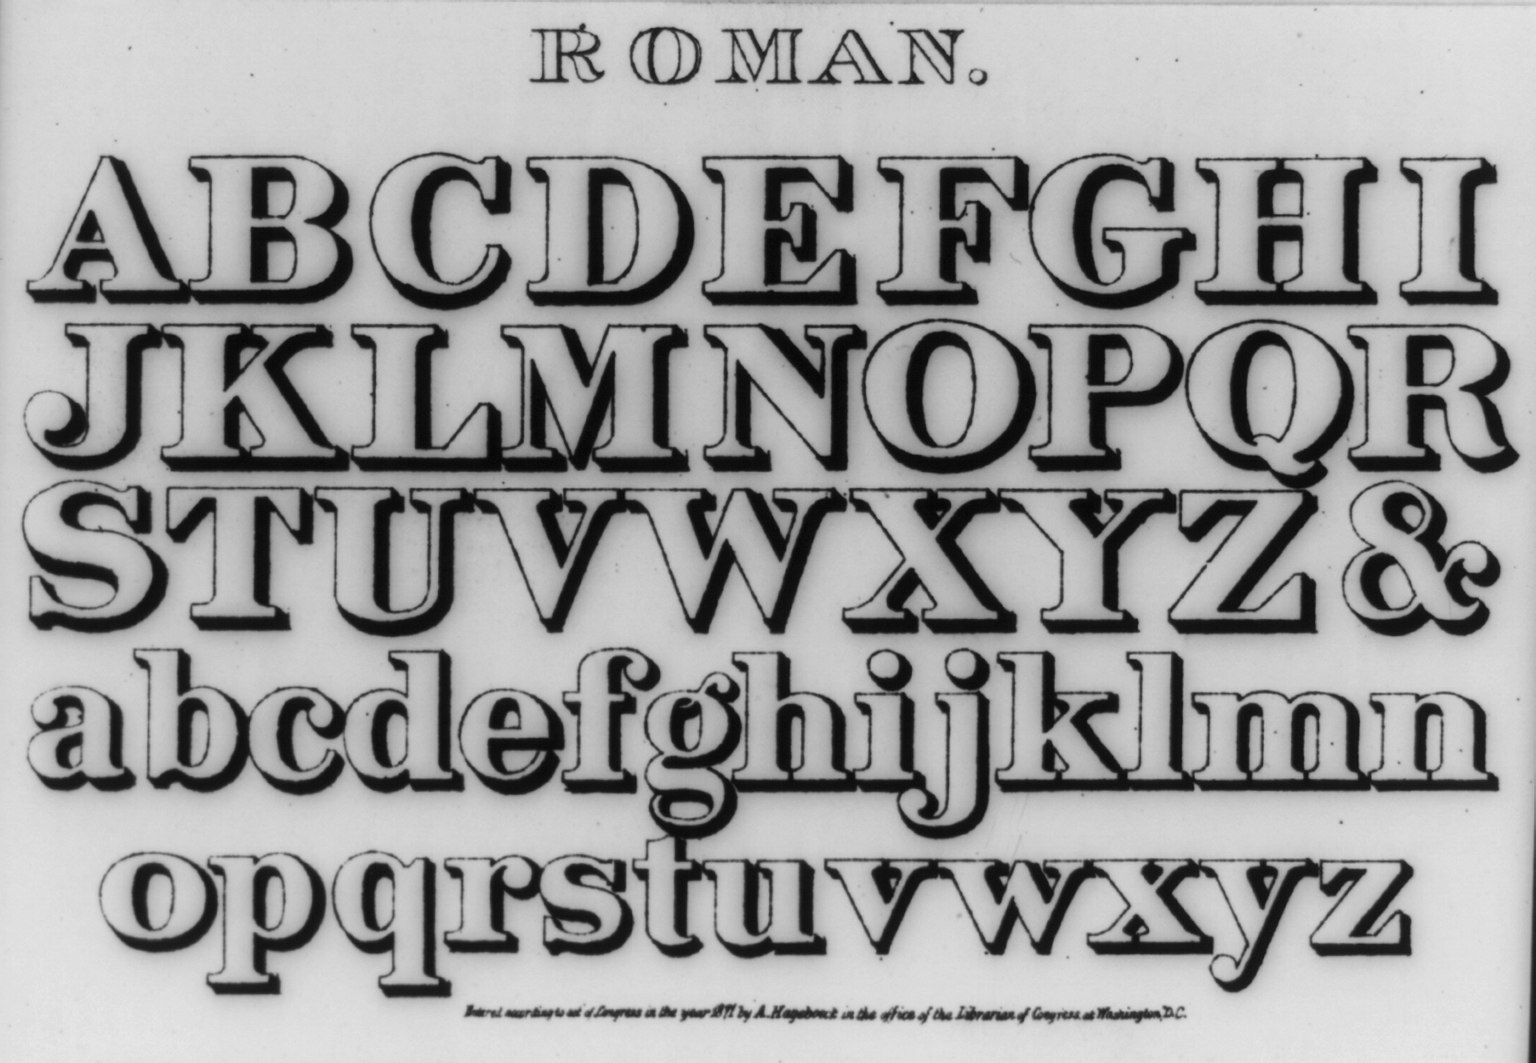 ROMAN.
ABCDEFGHI
JKLMNOPQR
STUVWXYZ&
abcdefghijklmn
opqrstuvwxyz
Entered according to act of Congress in the year 1871 by A. Hageboeck in the office of the Librarian of Congress at Washington, D.C.